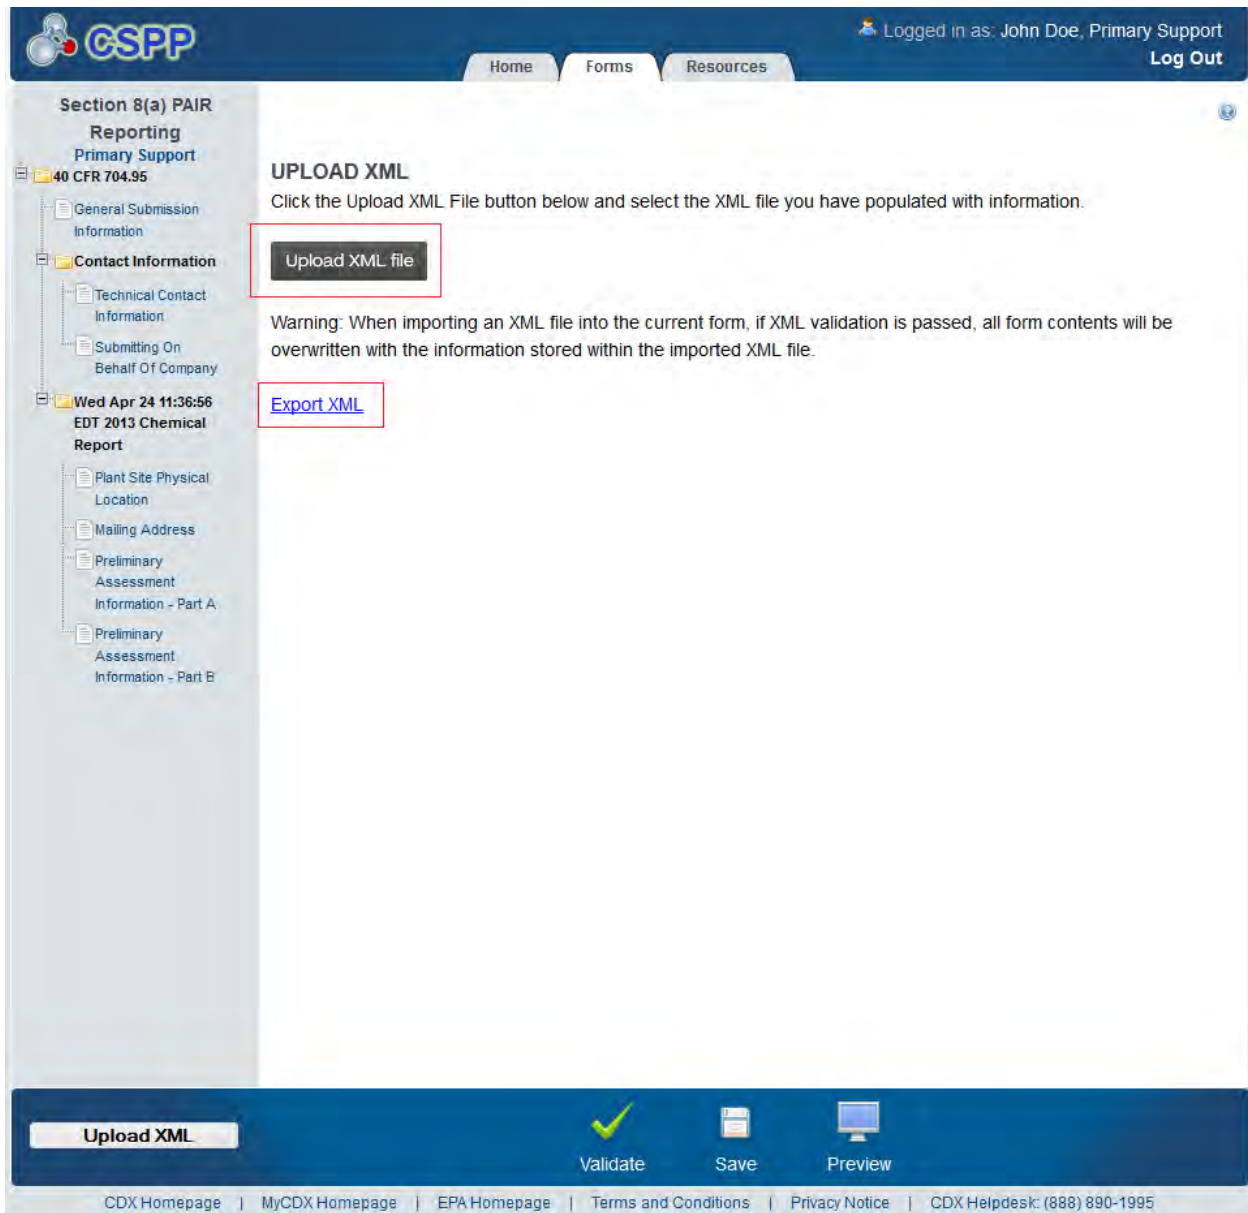 CSPP
Logged in as: John Doe, Primary Support
Log Out
Home
Forms
Resources
Section 8(a) PAIR
Reporting
Primary Support
40 CFR 704.95
General Submission
Information
Contact Information
Technical Contact
Information
Submitting On
Behalf Of Company
Wed Apr 24 11:36:56
EDT 2013 Chemical
Report
Plant Site Physical
Location
Mailing Address
Preliminary
Assessment
Information - Part A
Preliminary
Assessment
Information - Part B
UPLOAD XML
Click the Upload XML File button below and select the XML file you have populated with information.
Upload XML file
Warning: When importing an XML file into the current form, if XML validation is passed, all form contents will be
overwritten with the information stored within the imported XML file.
Export XML
Upload XML
Validate
Save
Preview
CDX Homepage | MyCDX Homepage | EPA Homepage | Terms and Conditions | Privacy Notice | CDX Helpdesk: (888) 890-1995